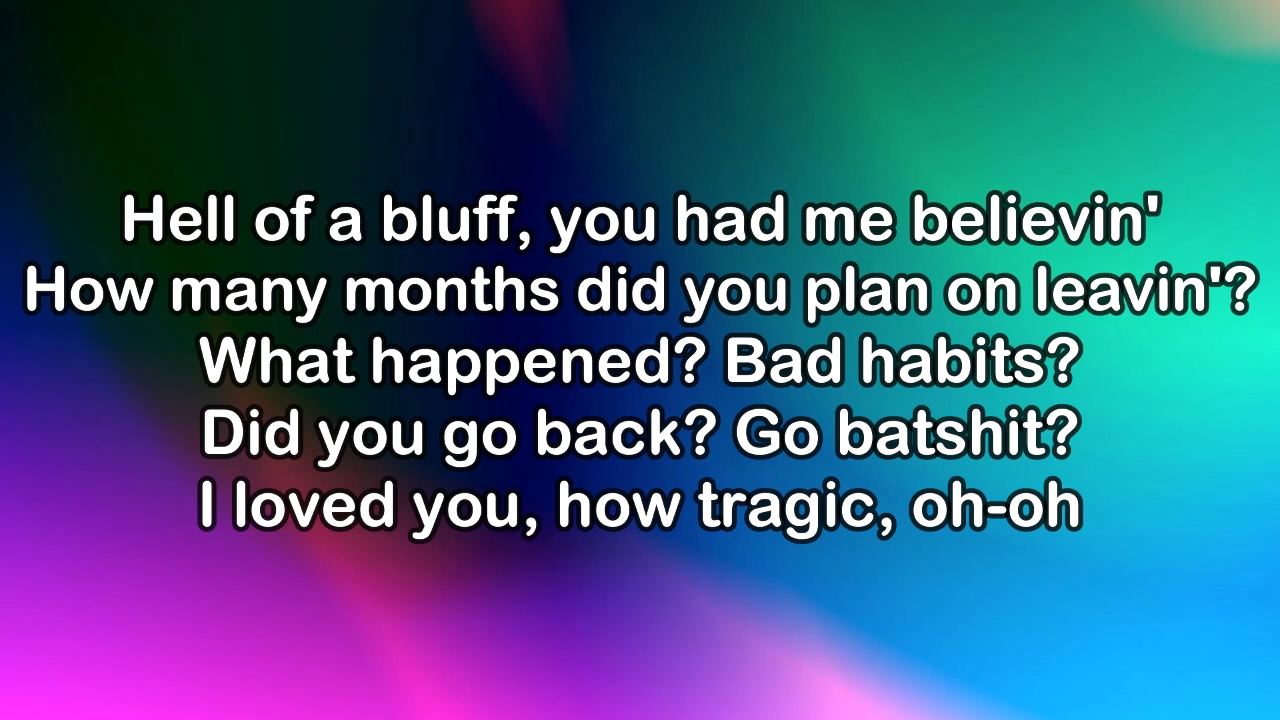 Hell of a bluff, you had me believin'
How many months did you plan on leavin'?
What happened? Bad habits?
Did you go back? Go batshit?
I loved you, how tragic, oh-oh